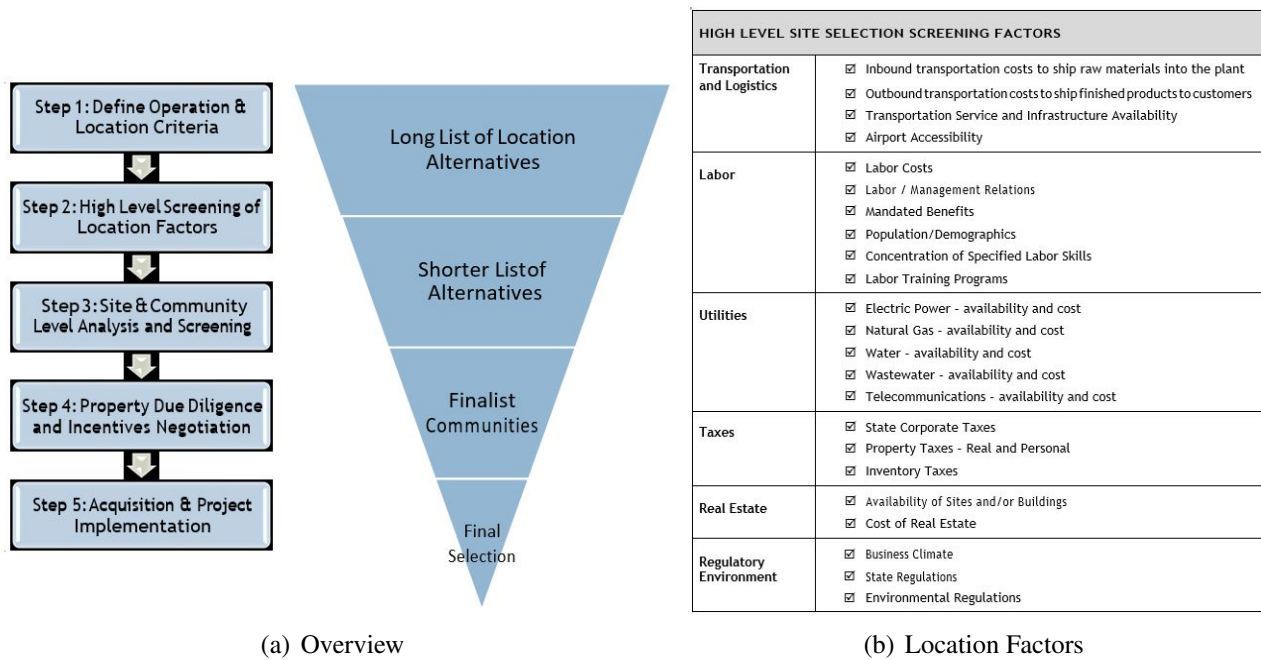 Step 1: Define Operation &
Location Criteria
Step 2: High Level Screening of
Location Factors
Step 3: Site & Community
Level Analysis and Screening
Step 4: Property Due Diligence
and Incentives Negotiation
Step 5: Acquisition & Project
Implementation
Long List of Location
Alternatives
Shorter Listof
Alternatives
Finalist
Communities
Final
Selection
(a) Overview
HIGH LEVEL SITE SELECTION SCREENING FACTORS
Transportation
and Logistics
☑ Inbound transportation costs to ship raw materials into the plant
☑ Outbound transportation costs to ship finished products to customers
☑ Transportation Service and Infrastructure Availability
☑ Airport Accessibility
Labor
☑ Labor Costs
☑ Labor / Management Relations
☑ Mandated Benefits
☑ Population/Demographics
☑ Concentration of Specified Labor Skills
☑ Labor Training Programs
Utilities
☑ Electric Power - availability and cost
☑ Natural Gas - availability and cost
☑ Water - availability and cost
☑ Wastewater - availability and cost
☑ Telecommunications - availability and cost
Taxes
☑ State Corporate Taxes
☑ Property Taxes - Real and Personal
☑ Inventory Taxes
Real Estate
☑ Availability of Sites and/or Buildings
☑ Cost of Real Estate
Regulatory
Environment
☑ Business Climate
☑ State Regulations
☑ Environmental Regulations
(b) Location Factors